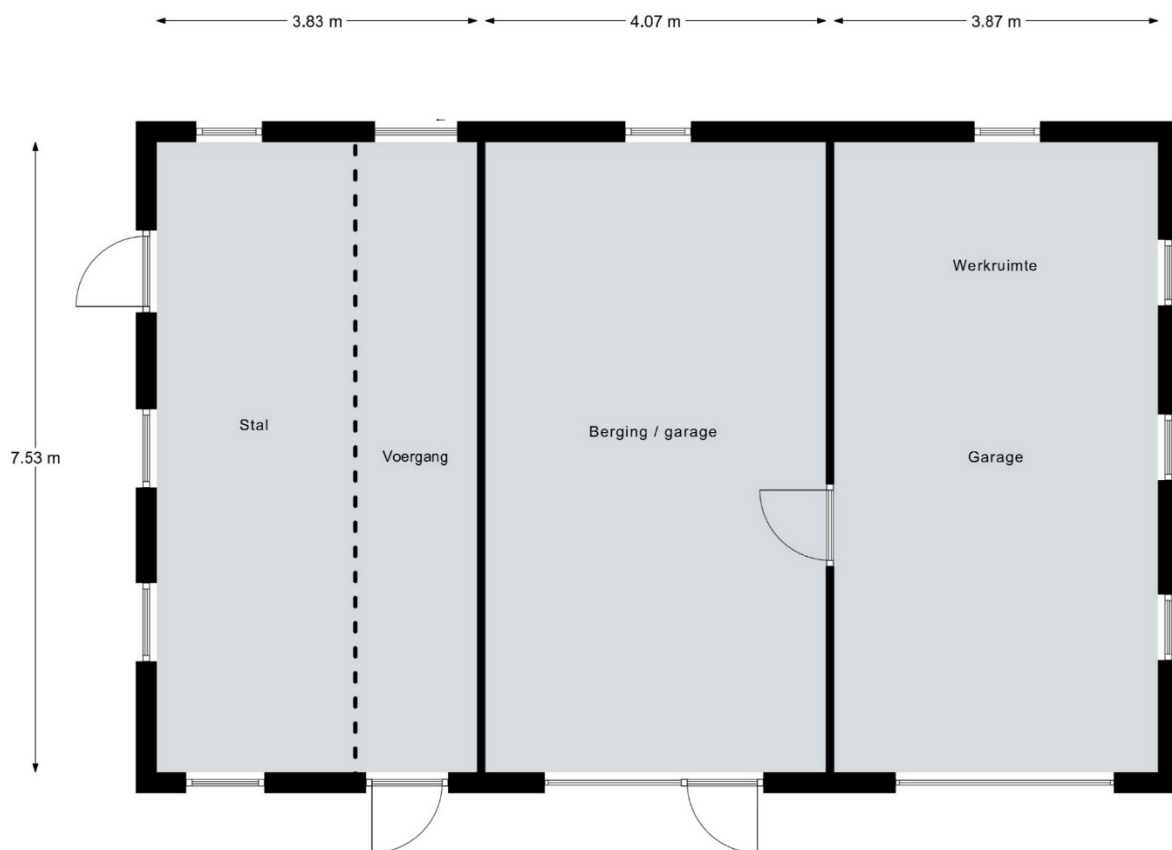 3.83 m
4.07 m
3.87 m
Werkruimte
Stal
Berging / garage
Voergang
Garage
7.53 m